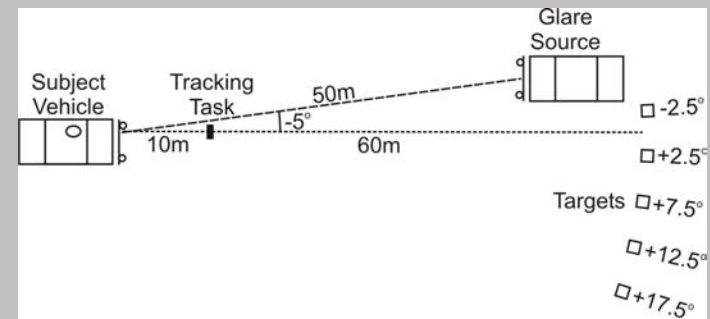 Glare
Source
Subject
Vehicle
Tracking
Task
50m
-5°
10m
60m
-2.5°
+2.5°
Targets +7.5°
+12.5°
+17.5°